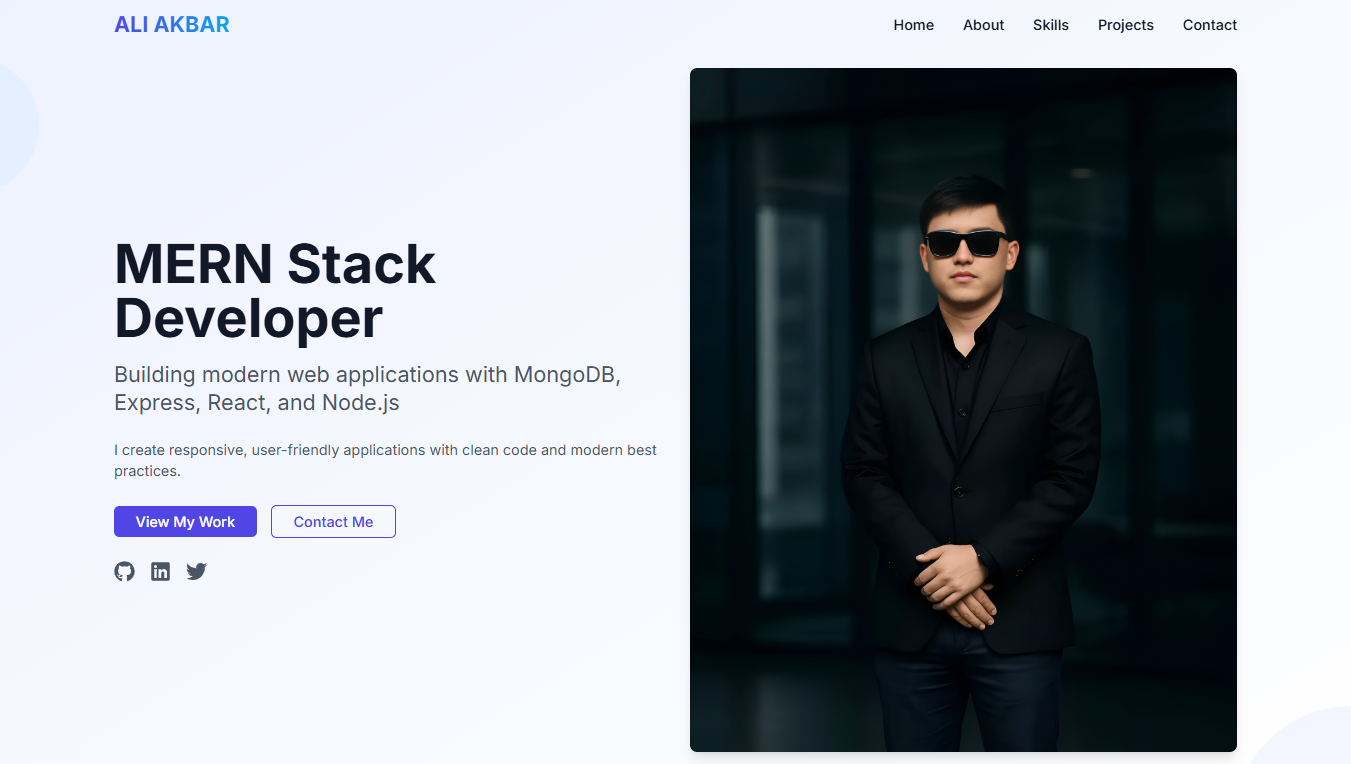 ALI AKBAR
Home About Skills Projects Contact
MERN Stack
Developer
Building modern web applications with MongoDB,
Express, React, and Node.js
I create responsive, user-friendly applications with clean code and modern best
practices.
View My Work Contact Me
in